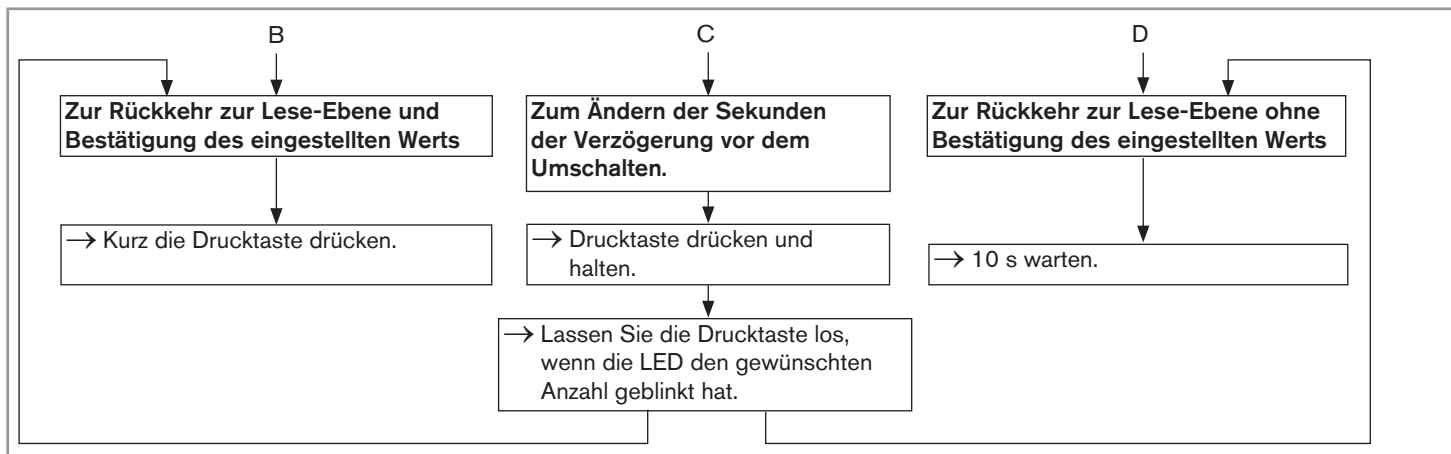 B
Zur Rückkehr zur Lese-Ebene und
Bestätigung des eingestellten Werts
→ Kurz die Drucktaste drücken.
C
Zum Ändern der Sekunden
der Verzögerung vor dem
Umschalten.
→ Drucktaste drücken und
halten.
→ Lassen Sie die Drucktaste los,
wenn die LED den gewünschten
Anzahl geblinkt hat.
D
Zur Rückkehr zur Lese-Ebene ohne
Bestätigung des eingestellten Werts
→ 10 s warten.